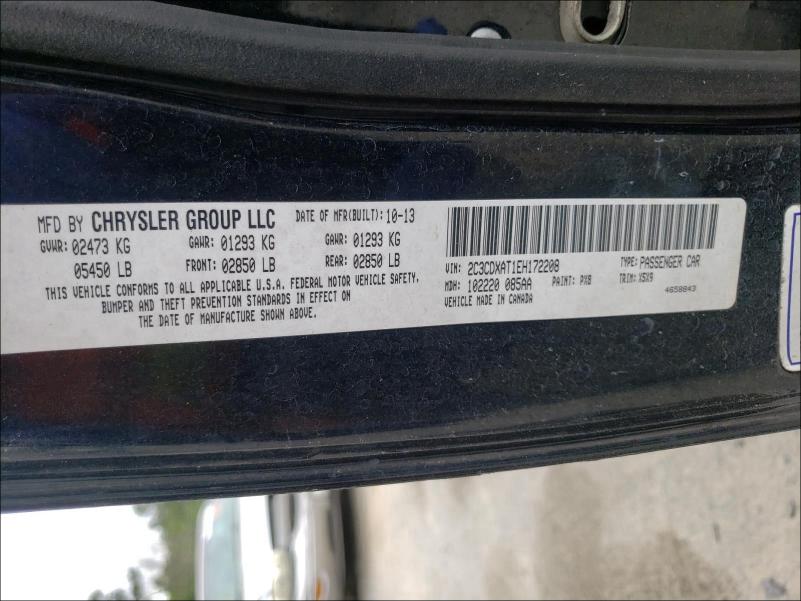 MFD BY CHRYSLER GROUP LLC DATE OF MFR(BUILT): 10-13
GVWR: 02473 KG GAWR: 01293 KG GAWR: 01293 KG
05450 LB FRONT: 02850 LB REAR: 02850 LB
THIS VEHICLE CONFORMS TO ALL APPLICABLE U.S.A. FEDERAL MOTOR VEHICLE SAFETY,
BUMPER AND THEFT PREVENTION STANDARDS IN EFFECT ON
THE DATE OF MANUFACTURE SHOWN ABOVE.
VIN: 2C3CDXAT1EH172208 TYPE: PASSENGER CAR
MDH: 102220 085AA PAINT: PX8 TRIM: X5X9
VEHICLE MADE IN CANADA 4658843